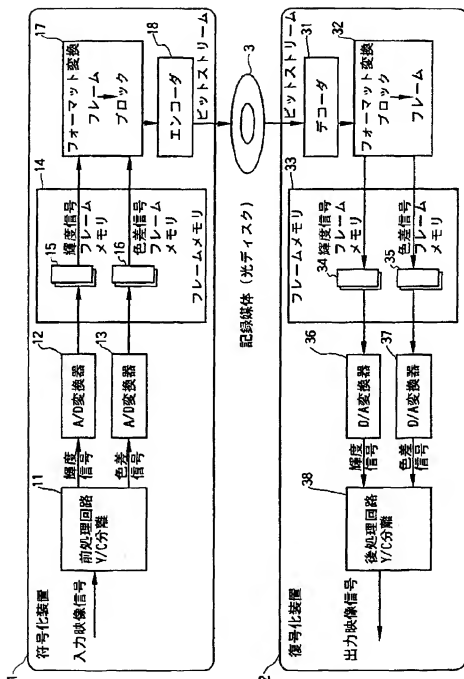 1
符号化装置
入力映像信号
11
前処理回路
Y/C分離
輝度
信号
色差
信号
12
A/D変換器
13
A/D変換器
14
15
輝度信号
フレーム
メモリ
16
色差信号
フレーム
メモリ
フレームメモリ
17
フォーマット変換
フレーム
ブロック
18
エンコーダ
ビットストリーム
3
記録媒体（光ディスク）
ビットストリーム
2
復号化装置
31
デコーダ
32
フォーマット変換
ブロック
フレーム
33
34
輝度信号
フレーム
メモリ
35
色差信号
フレーム
メモリ
フレームメモリ
36
D/A変換器
37
D/A変換器
輝度
信号
色差
信号
38
後処理回路
Y/C分離
出力映像信号